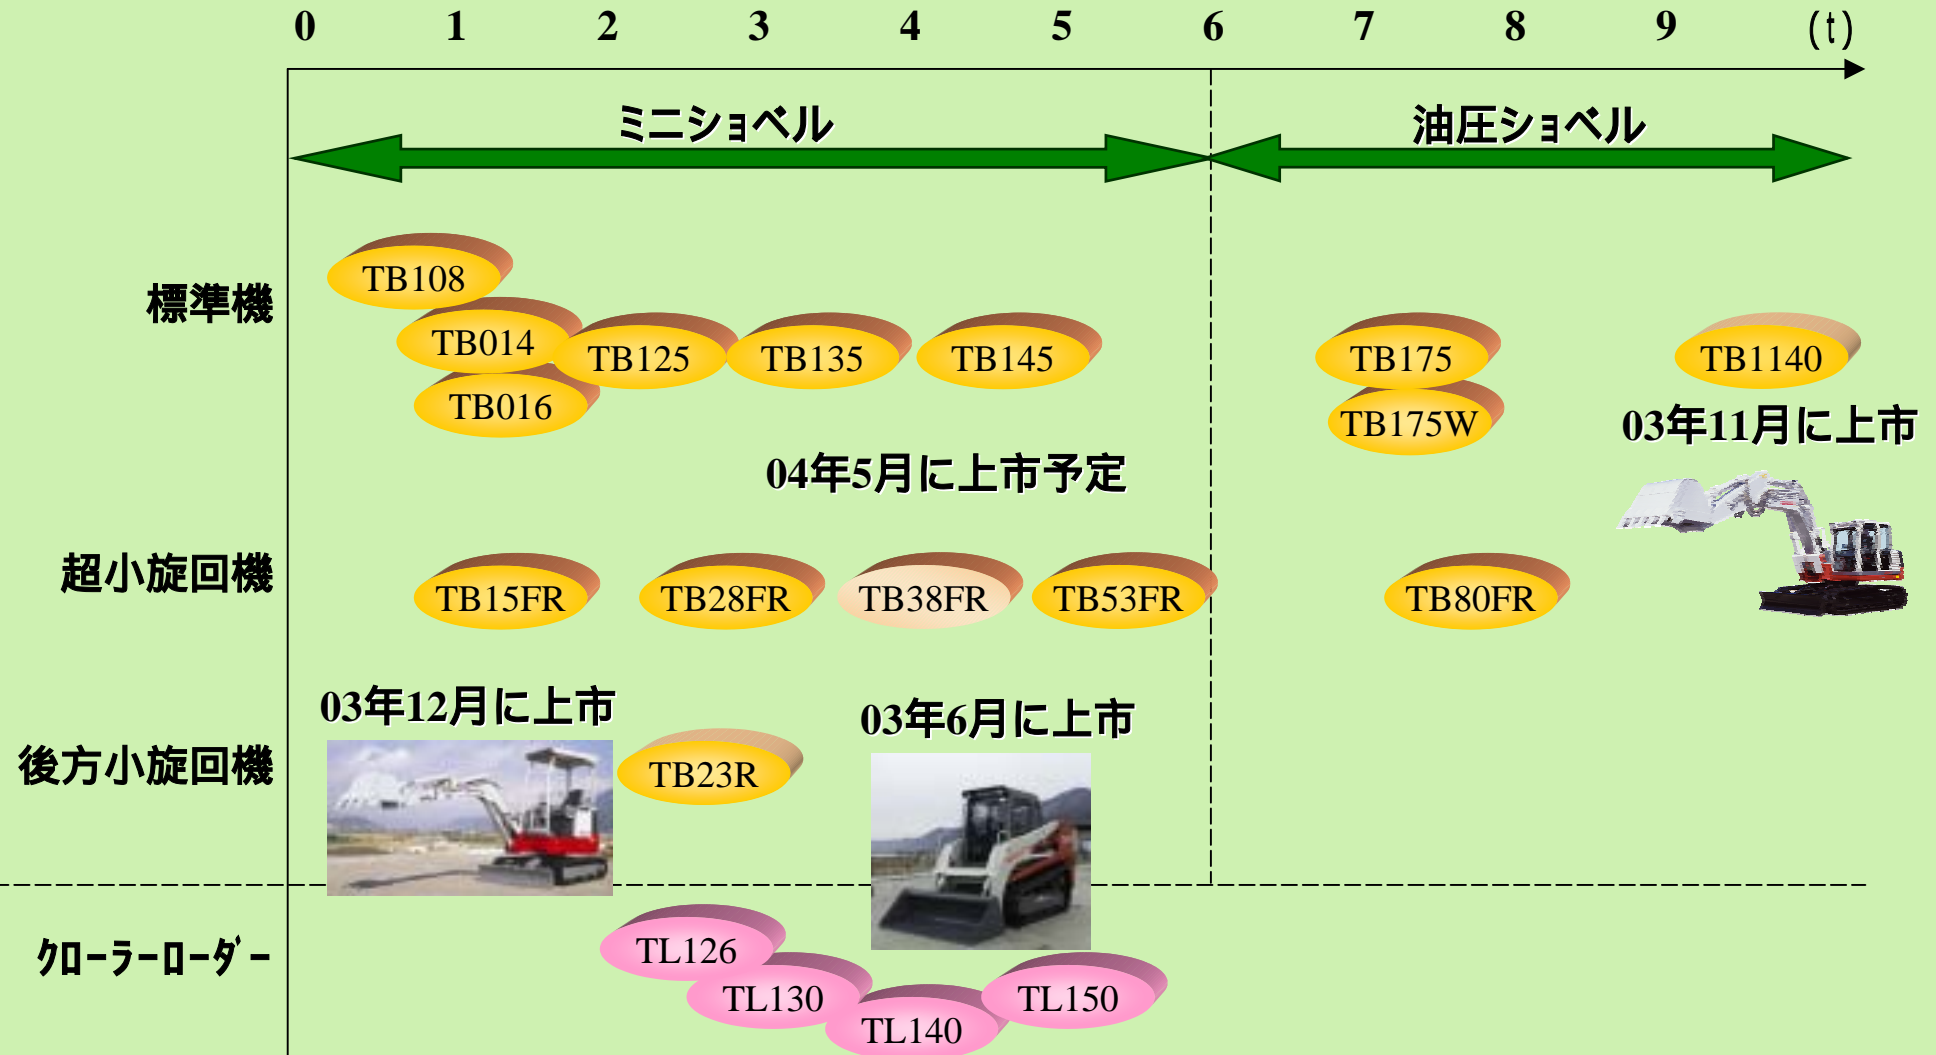 0 1 2 3 4 5 6 7 8 9 (t)
ミニショベル 油圧ショベル
標準機
TB108
TB014
TB125
TB135
TB145
TB175
TB1140
TB016
TB175W
03年11月に上市
04年5月に上市予定
超小旋回機
TB15FR
TB28FR
TB38FR
TB53FR
TB80FR
03年12月に上市
03年6月に上市
後方小旋回機
TB23R
クローラーローダー
TL126
TL130
TL140
TL150